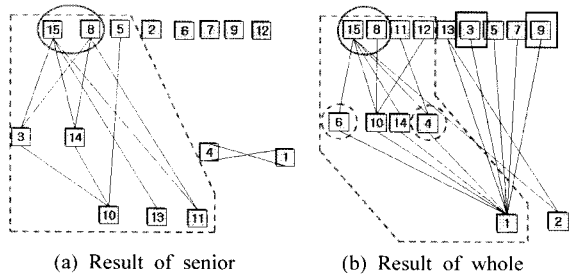 15 8 5 2 6 7 9 12
3 14
4 1
10 13 11
(a) Result of senior
15 8 11 12 13 3 5 7 9
6 10 14 4
1 2
(b) Result of whole